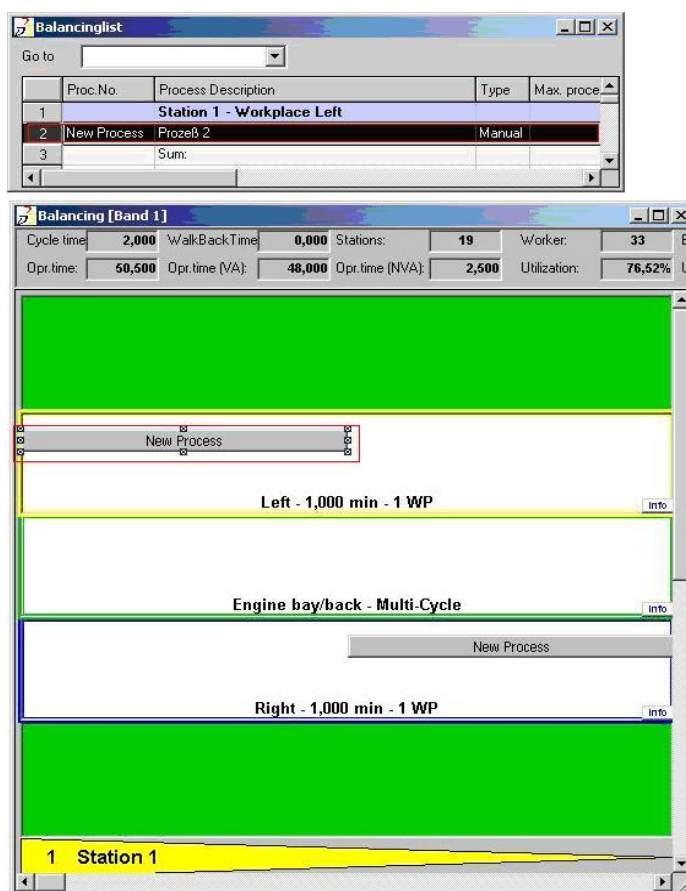 Balancinglist
Go to
Proc.No. Process Description Type Max. proce
1 Station 1 - Workplace Left
2 New Process Prozeß 2 Manual
3 Sum:
Balancing [Band 1]
Cycle time 2,000 WalkBackTime 0,000 Stations: 19 Worker: 33
Opr.time: 50,500 Opr.time (VA): 48,000 Opr.time (NVA): 2,500 Utilization: 76,52%
New Process
Left - 1,000 min - 1 WP
Info
Engine bay/back - Multi-Cycle
Info
New Process
Right - 1,000 min - 1 WP
Info
1 Station 1